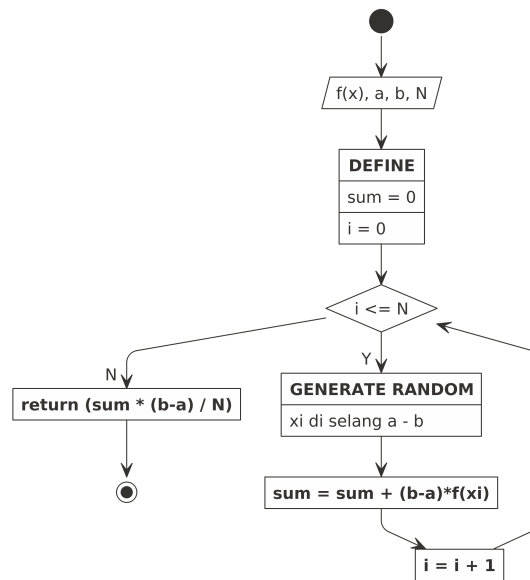 f(x), a, b, N
DEFINE
sum = 0
i = 0
i <= N
N
Y
return (sum * (b-a) / N)
GENERATE RANDOM
xi di selang a - b
sum = sum + (b-a)*f(xi)
i = i + 1